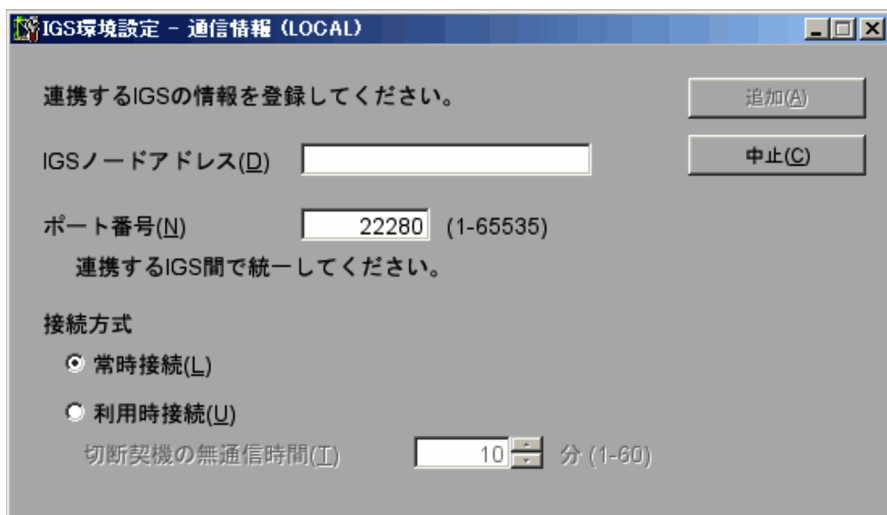 IGS環境設定 - 通信情報 (LOCAL)
連携するIGSの情報を登録してください。
追加(A)
IGSノードアドレス(D)
中止(C)
ポート番号(N) 22280 (1-65535)
連携するIGS間で統一してください。
接続方式
常時接続(L)
利用時接続(U)
切断契機の無通信時間(T) 10 分 (1-60)